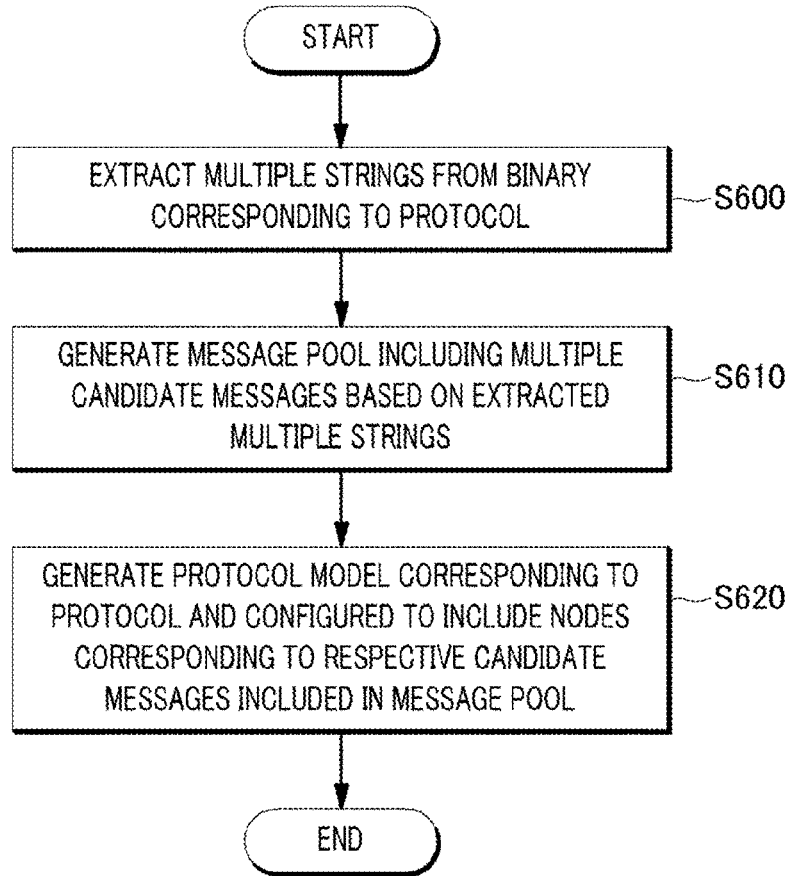 START
EXTRACT MULTIPLE STRINGS FROM BINARY
CORRESPONDING TO PROTOCOL
S600
GENERATE MESSAGE POOL INCLUDING MULTIPLE
CANDIDATE MESSAGES BASED ON EXTRACTED
MULTIPLE STRINGS
S610
GENERATE PROTOCOL MODEL CORRESPONDING TO
PROTOCOL AND CONFIGURED TO INCLUDE NODES
CORRESPONDING TO RESPECTIVE CANDIDATE
MESSAGES INCLUDED IN MESSAGE POOL
S620
END